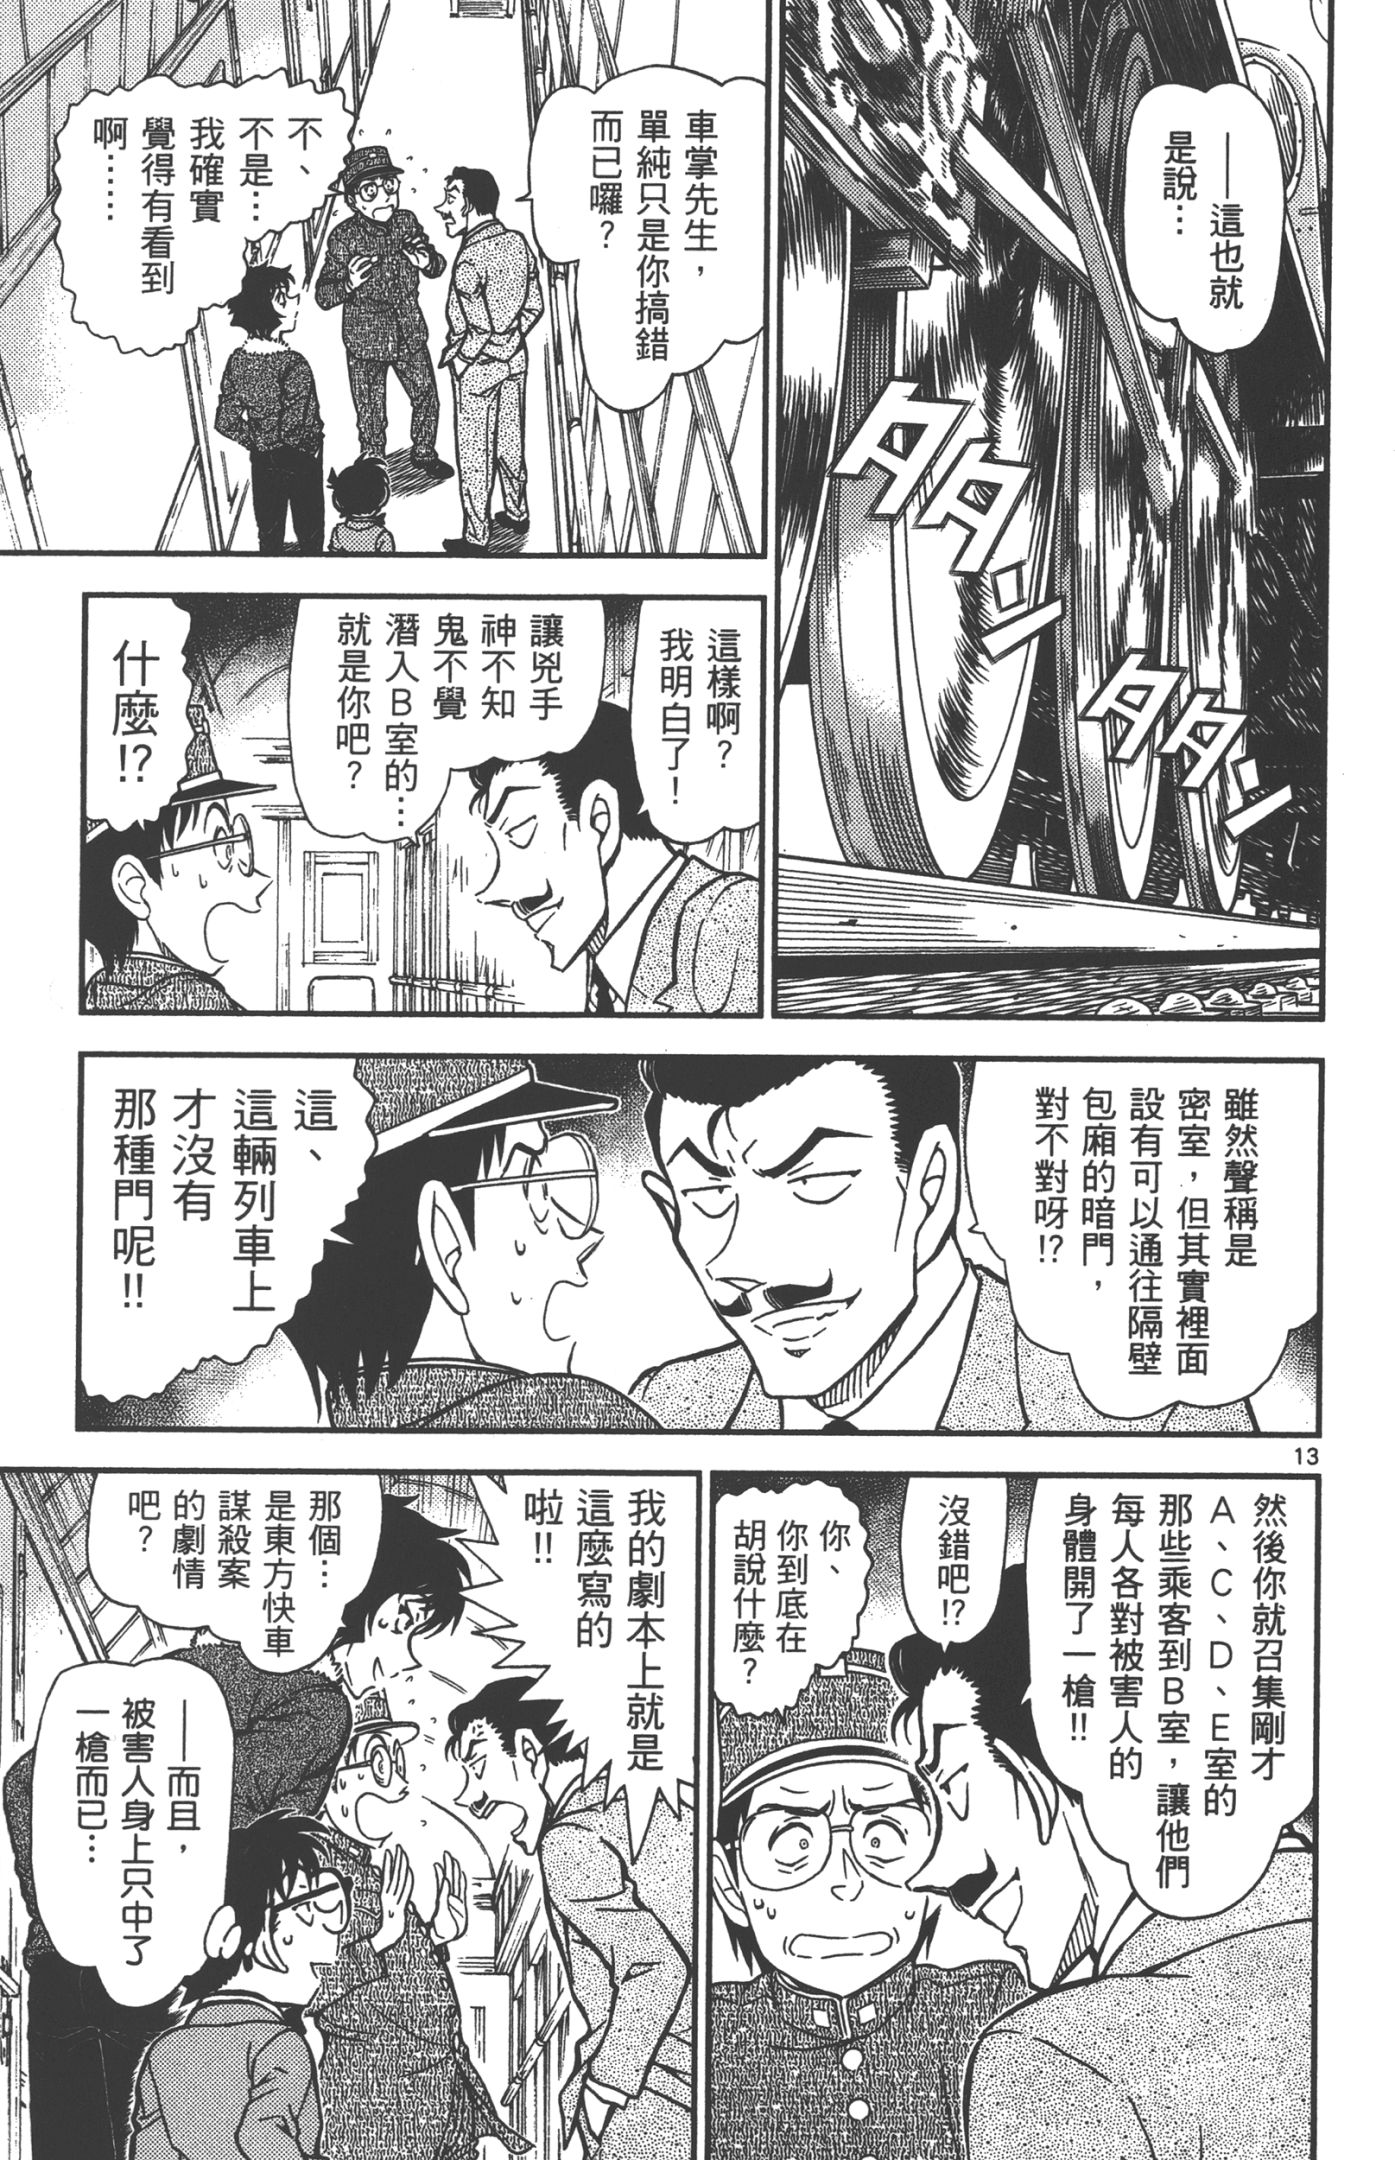 ──這也就
是說…
タタン
タタン
車掌先生，
單純只是你搞錯
而已囉？
不、
不是…
我確實
覺得有看到
啊……
這樣啊？
我明白了！
讓兇手
神不知
鬼不覺
潛入B室的…
就是你吧？
什麼!?
雖然聲稱是
密室，但其實裡面
設有可以通往隔壁
包廂的暗門，
對不對呀!?
這、
這輛列車上
才沒有
那種門呢!!
13
然後你就召集剛才
A、C、D、E室的
那些乘客到B室，讓他們
每人各對被害人的
身體開了一槍!!
沒錯吧!?
你、
你到底在
胡說什麼？
我的劇本上就是
這麼寫的
啦!!
那個…
是東方快車
謀殺案
的劇情
吧？
──而且，
被害人身上只中了
一槍而已…